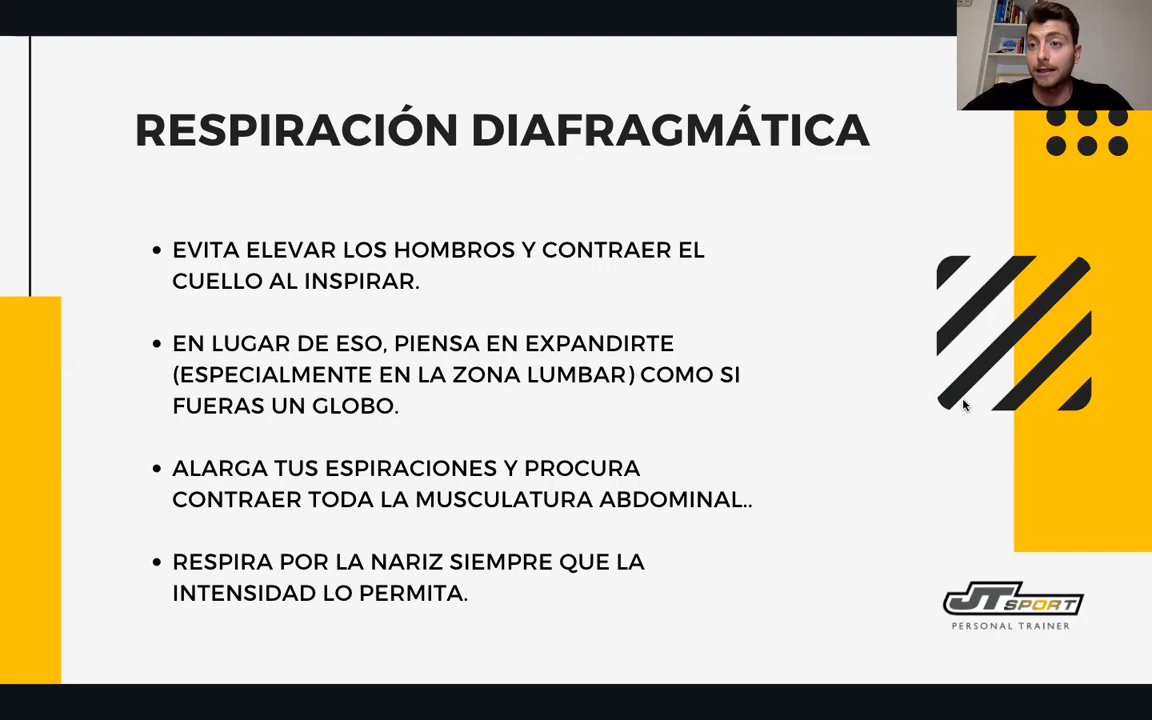 RESPIRACIÓN DIAFRAGMÁTICA
• EVITA ELEVAR LOS HOMBROS Y CONTRAER EL
CUELLO AL INSPIRAR.
• EN LUGAR DE ESO, PIENSA EN EXPANDIRTE
(ESPECIALMENTE EN LA ZONA LUMBAR) COMO SI
FUERAS UN GLOBO.
• ALARGA TUS ESPIRACIONES Y PROCURA
CONTRAER TODA LA MUSCULATURA ABDOMINAL..
• RESPIRA POR LA NARIZ SIEMPRE QUE LA
INTENSIDAD LO PERMITA.
JT SPORT
PERSONAL TRAINER